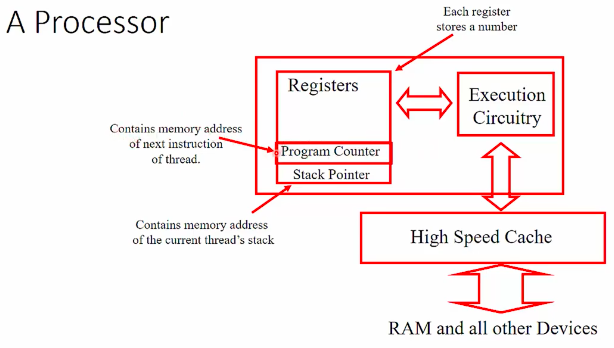 A Processor
Each register
stores a number
Registers
Execution
Circuitry
Contains memory address
of next instruction
of thread.
Program Counter
Stack Pointer
Contains memory address
of the current thread's stack
High Speed Cache
RAM and all other Devices